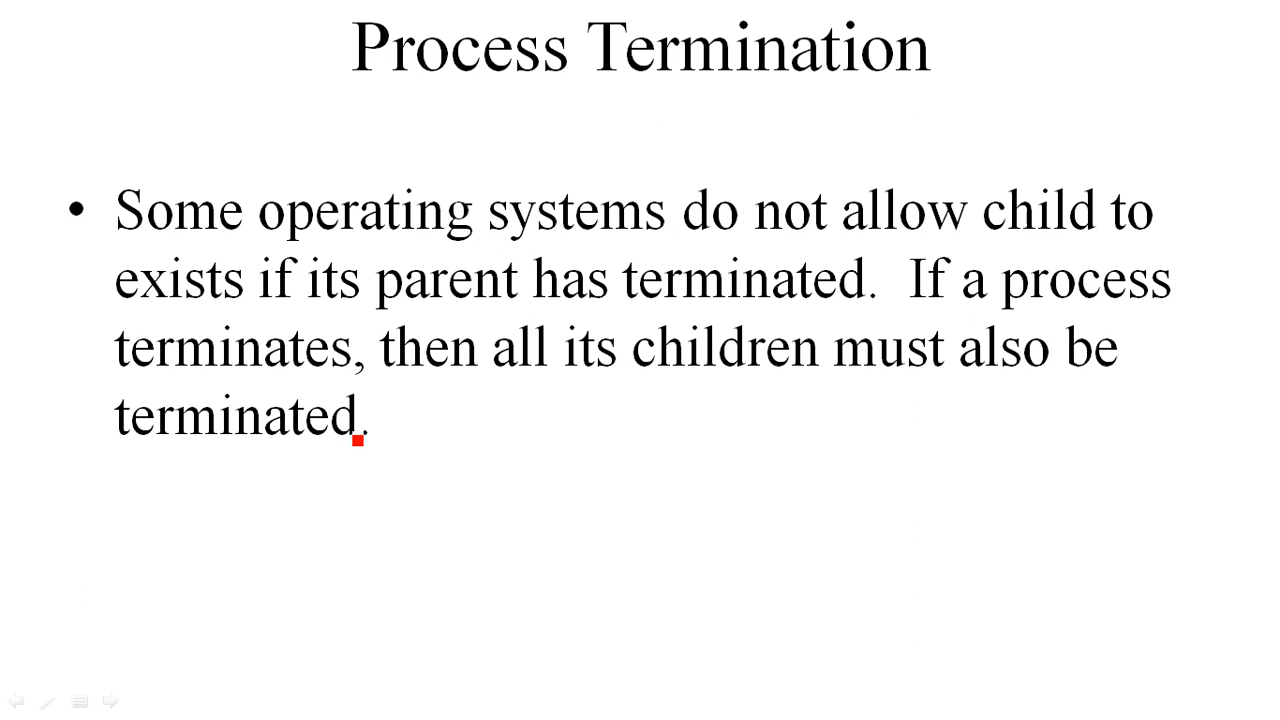 Process Termination
• Some operating systems do not allow child to
exists if its parent has terminated.  If a process
terminates, then all its children must also be
terminated.